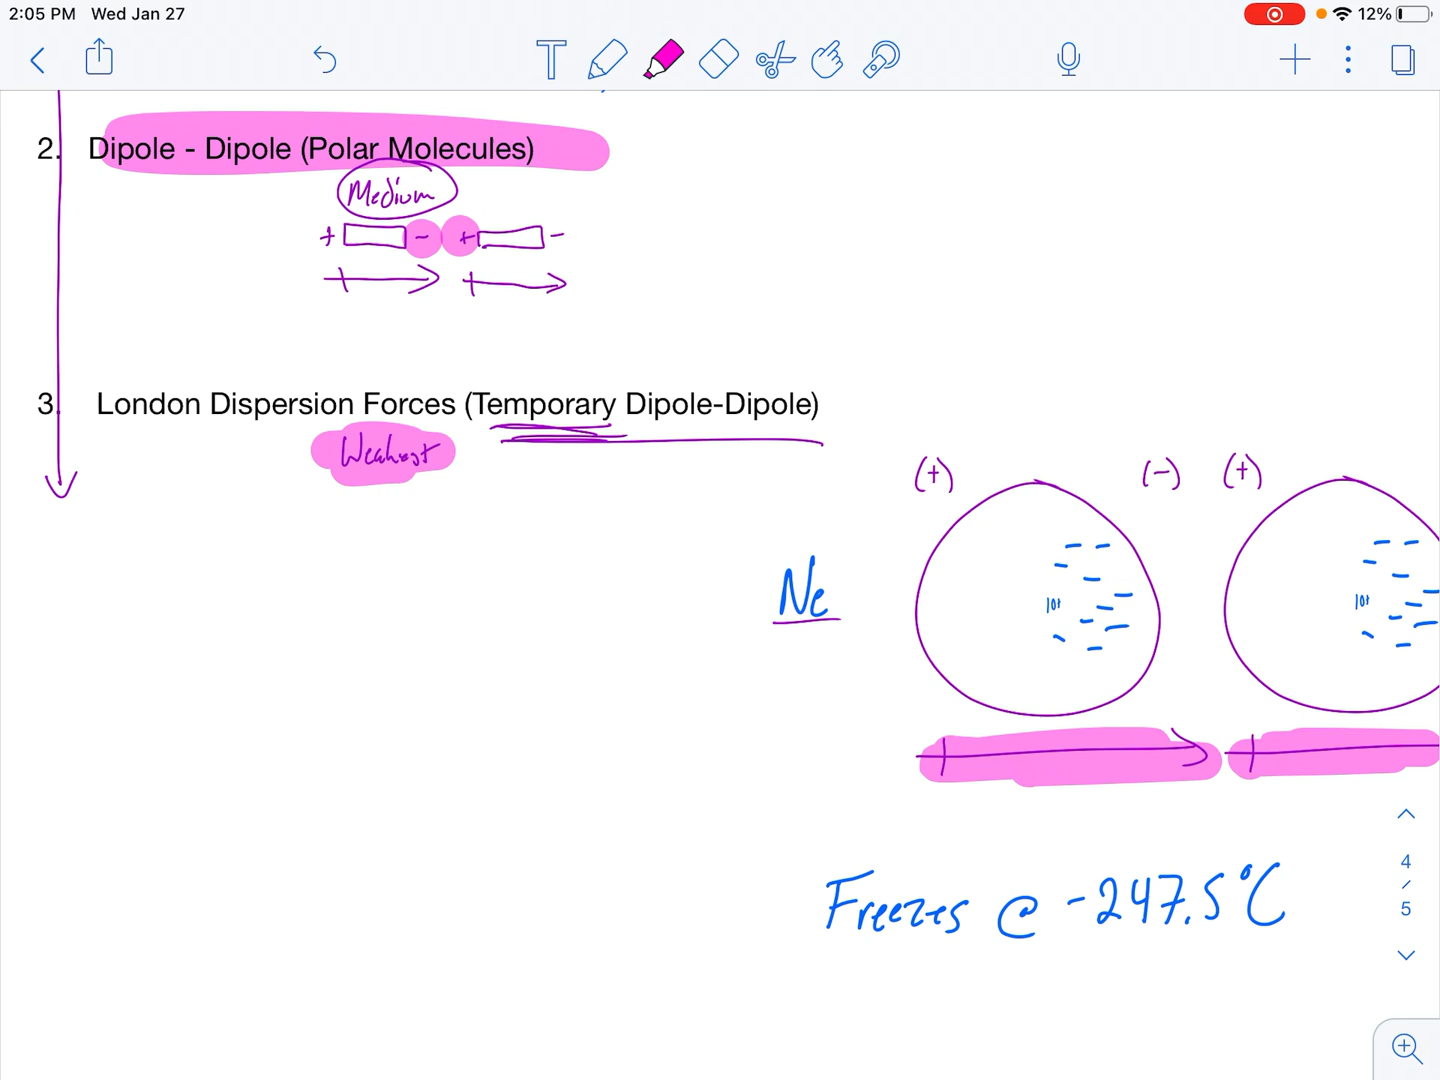 2:05 PM Wed Jan 27
12%
T
2. Dipole - Dipole (Polar Molecules)
Medium
+ - + -
3. London Dispersion Forces (Temporary Dipole-Dipole)
Weakest
(+) (-) (+)
Ne
10+ 10+
Freezes @ -247.5°C
4
/
5